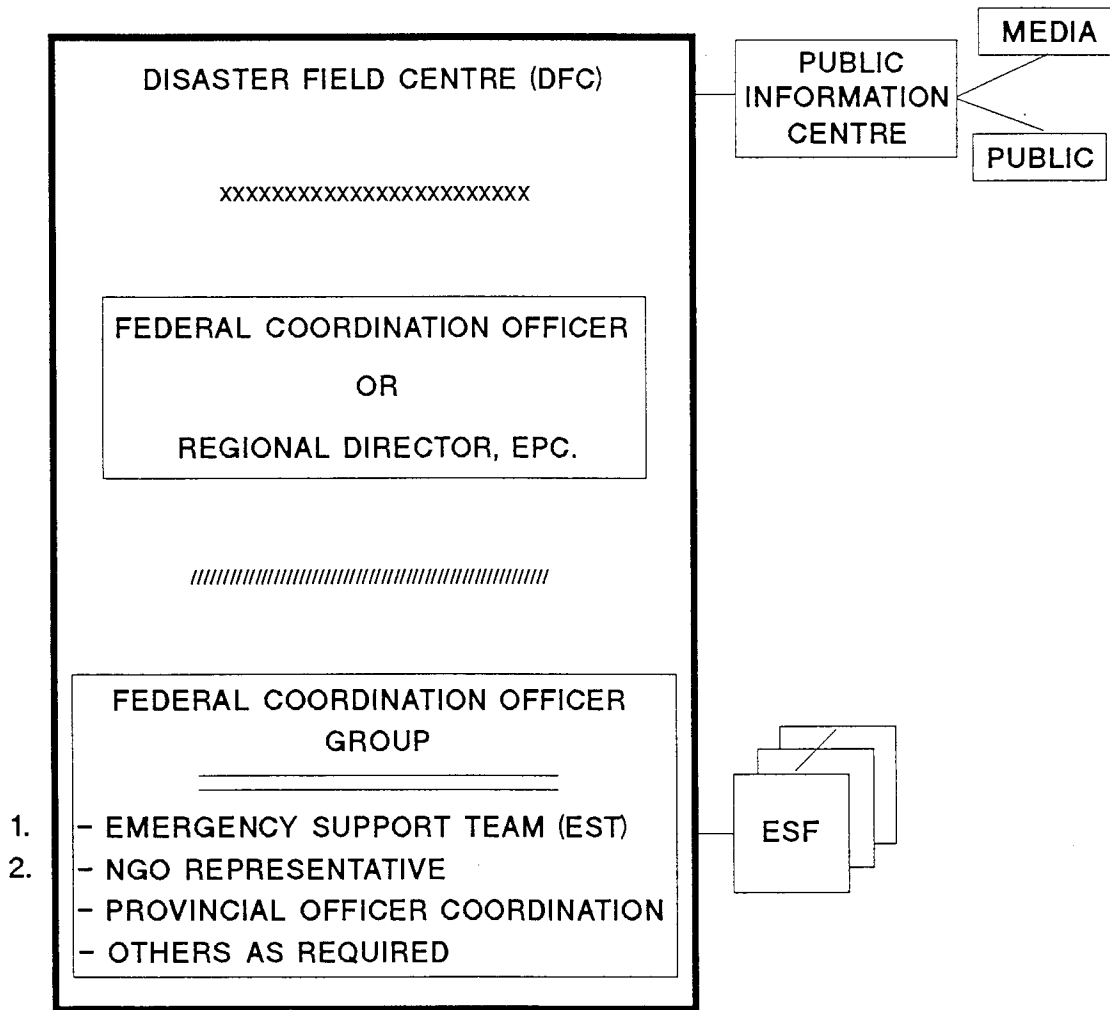 DISASTER FIELD CENTRE (DFC)
XXXXXXXXXXXXXXXXXXXXXXXX
FEDERAL COORDINATION OFFICER
OR
REGIONAL DIRECTOR, EPC.
//////////////////////////////////////////////////////////
FEDERAL COORDINATION OFFICER
GROUP
1. – EMERGENCY SUPPORT TEAM (EST)
2. – NGO REPRESENTATIVE
– PROVINCIAL OFFICER COORDINATION
– OTHERS AS REQUIRED
PUBLIC
INFORMATION
CENTRE
MEDIA
PUBLIC
ESF